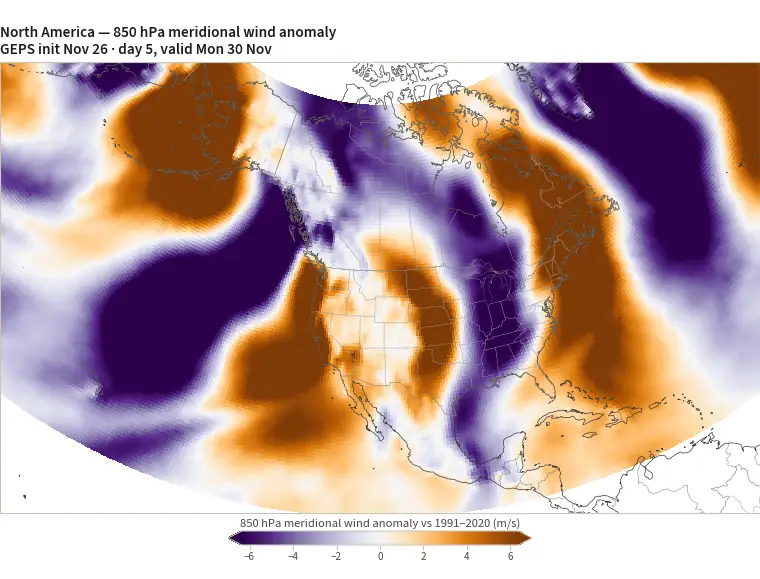 North America — 850 hPa meridional wind anomaly
GEPS init Nov 26 · day 5, valid Mon 30 Nov
850 hPa meridional wind anomaly vs 1991–2020 (m/s)
−6 −4 −2 0 2 4 6